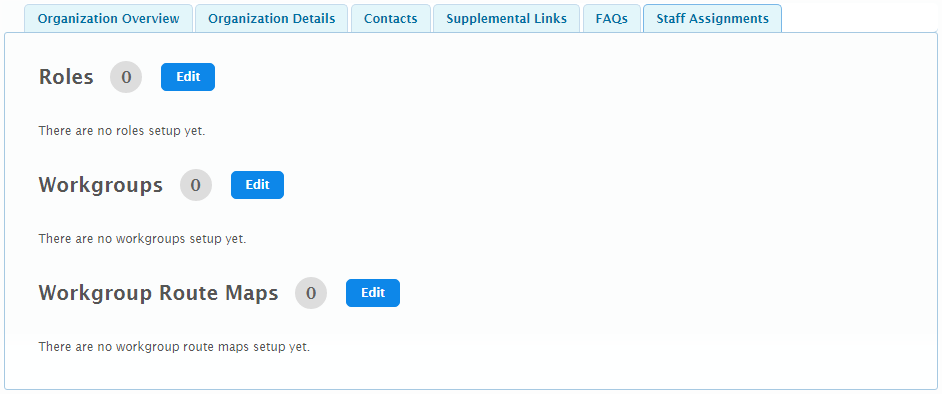 Organization Overview Organization Details Contacts Supplemental Links FAQs Staff Assignments
Roles 0 Edit
There are no roles setup yet.
Workgroups 0 Edit
There are no workgroups setup yet.
Workgroup Route Maps 0 Edit
There are no workgroup route maps setup yet.